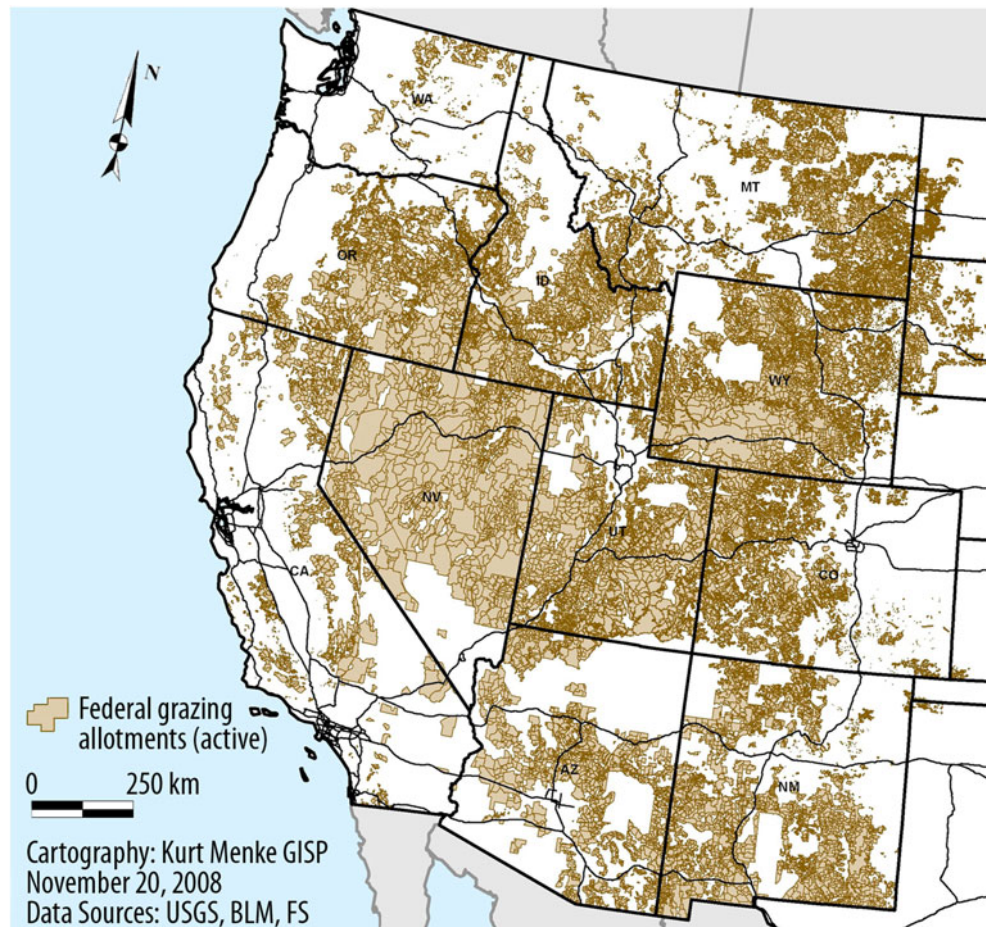 N
WA
MT
OR
ID
WY
NV
UT
CA
CO
AZ
NM
Federal grazing
allotments (active)
0 250 km
Cartography: Kurt Menke GISP
November 20, 2008
Data Sources: USGS, BLM, FS